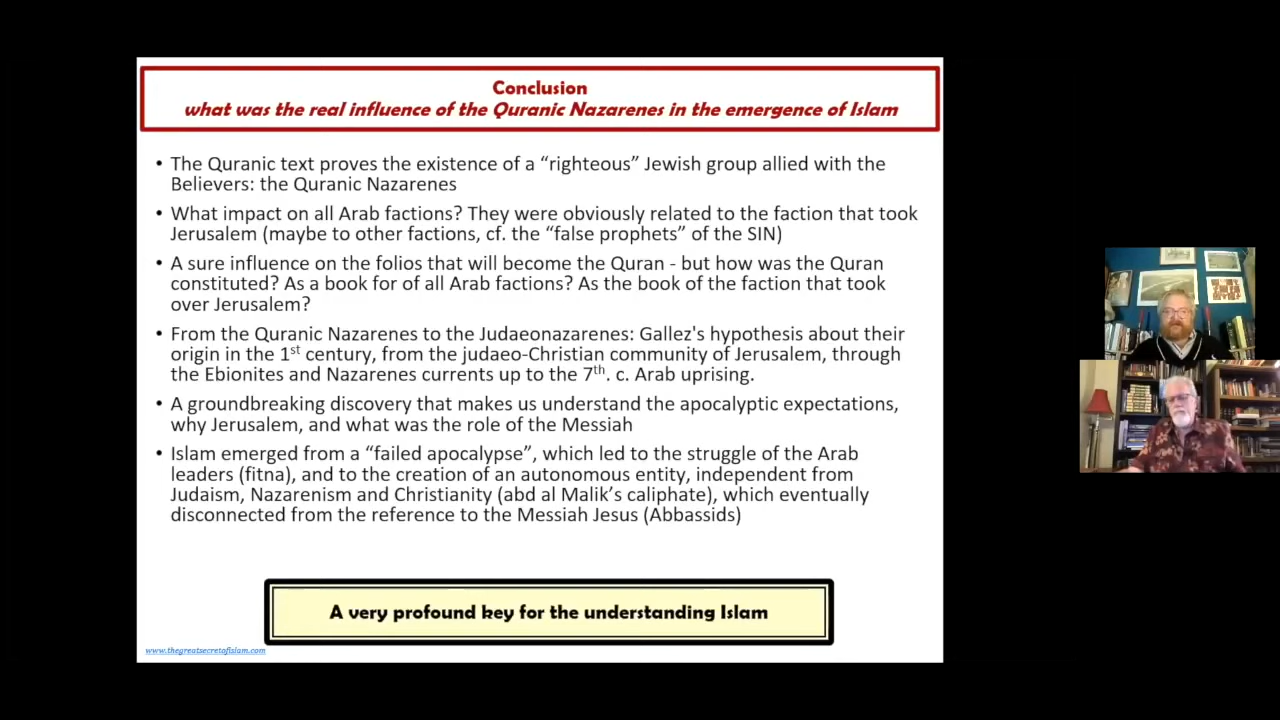 Conclusion
what was the real influence of the Quranic Nazarenes in the emergence of Islam
• The Quranic text proves the existence of a “righteous” Jewish group allied with the
Believers: the Quranic Nazarenes
• What impact on all Arab factions? They were obviously related to the faction that took
Jerusalem (maybe to other factions, cf. the “false prophets” of the SIN)
• A sure influence on the folios that will become the Quran - but how was the Quran
constituted? As a book for of all Arab factions? As the book of the faction that took
over Jerusalem?
• From the Quranic Nazarenes to the Judaeonazarenes: Gallez's hypothesis about their
origin in the 1st century, from the judaeo-Christian community of Jerusalem, through
the Ebionites and Nazarenes currents up to the 7th. c. Arab uprising.
• A groundbreaking discovery that makes us understand the apocalyptic expectations,
why Jerusalem, and what was the role of the Messiah
• Islam emerged from a “failed apocalypse”, which led to the struggle of the Arab
leaders (fitna), and to the creation of an autonomous entity, independent from
Judaism, Nazarenism and Christianity (abd al Malik’s caliphate), which eventually
disconnected from the reference to the Messiah Jesus (Abbassids)
A very profound key for the understanding Islam
www.thegreatsecretofislam.com